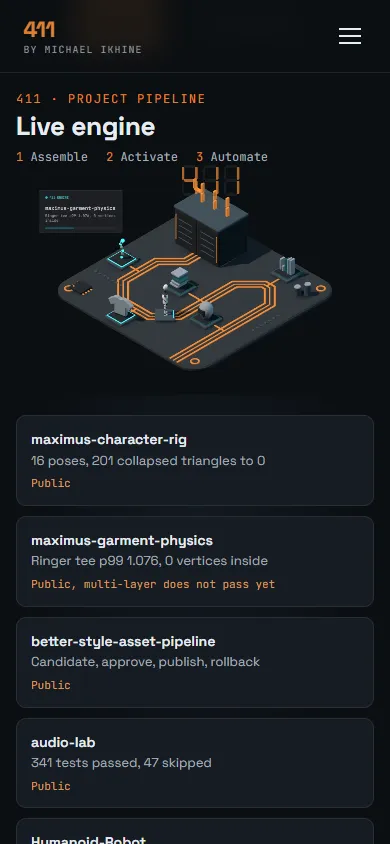 411
BY MICHAEL IKHINE
411 · PROJECT PIPELINE
Live engine
1 Assemble 2 Activate 3 Automate
maximus-garment-physics
maximus-character-rig
16 poses, 201 collapsed triangles to 0
Public
maximus-garment-physics
Ringer tee p99 1.076, 0 vertices inside
Public, multi-layer does not pass yet
better-style-asset-pipeline
Candidate, approve, publish, rollback
Public
audio-lab
341 tests passed, 47 skipped
Public
Humanoid-Robot